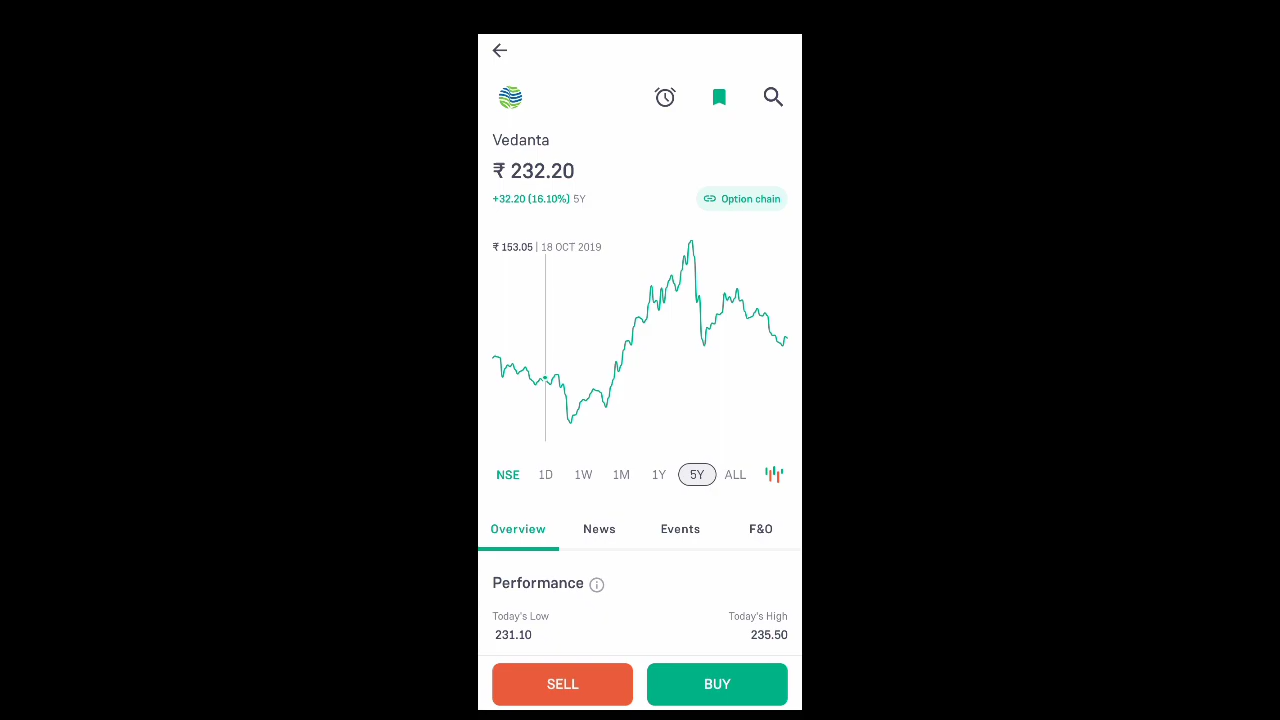 Vedanta
₹ 232.20
+32.20 (16.10%) 5Y
Option chain
₹ 153.05 | 18 OCT 2019
NSE 1D 1W 1M 1Y 5Y ALL
Overview News Events F&O
Performance
Today's Low Today's High
231.10 235.50
SELL BUY